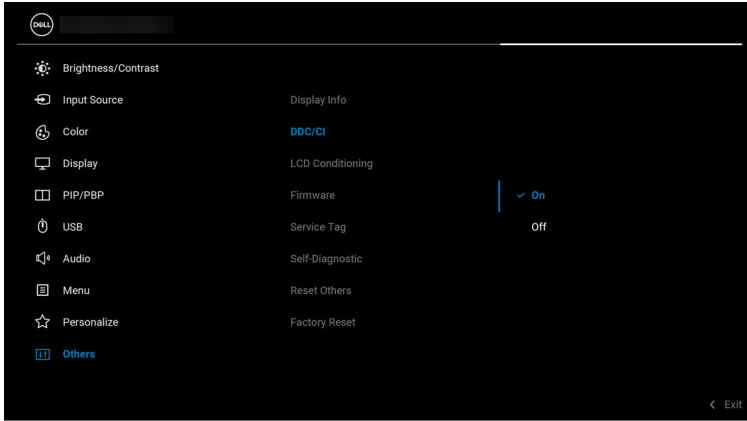 DELL
Brightness/Contrast
Input Source
Display Info
Color
DDC/CI
Display
LCD Conditioning
PIP/PBP
Firmware
On
USB
Service Tag
Off
Audio
Self-Diagnostic
Menu
Reset Others
Personalize
Factory Reset
Others
Exit